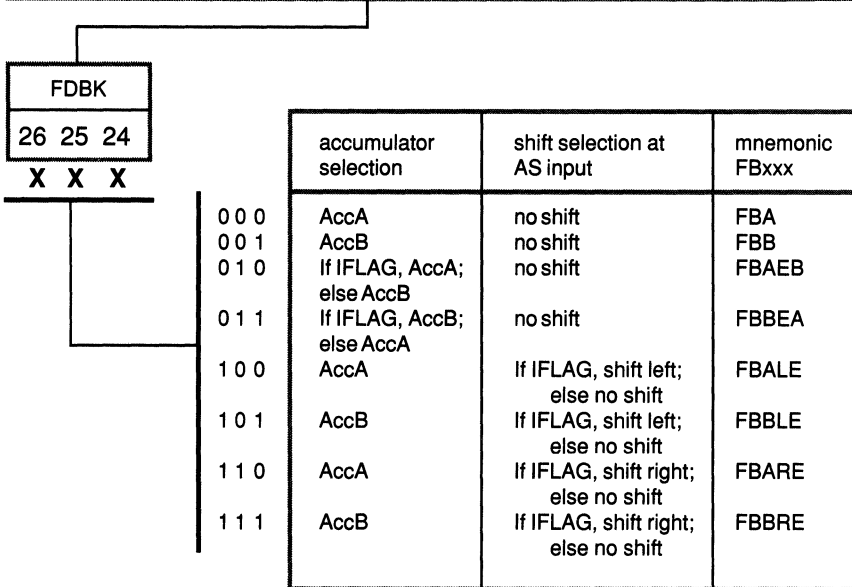 FDBK
26 25 24
X X X
accumulator selection shift selection at AS input mnemonic FBxxx
0 0 0 AccA no shift FBA
0 0 1 AccB no shift FBB
0 1 0 If IFLAG, AccA; no shift FBAEB
else AccB
0 1 1 If IFLAG, AccB; no shift FBBEA
else AccA
1 0 0 AccA If IFLAG, shift left; FBALE
else no shift
1 0 1 AccB If IFLAG, shift left; FBBLE
else no shift
1 1 0 AccA If IFLAG, shift right; FBARE
else no shift
1 1 1 AccB If IFLAG, shift right; FBBRE
else no shift